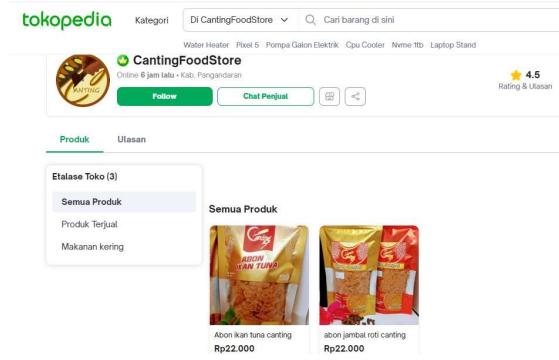 tokopedia Kategori Di CantingFoodStore Cari barang di sini
Water Heater Pixel 5 Pompa Galon Elektrik Cpu Cooler Nvme 1tb Laptop Stand
CantingFoodStore
Online 6 jam lalu • Kab. Pangandaran
4.5
Rating & Ulasan
Follow Chat Penjual
Produk Ulasan
Etalase Toko (3)
Semua Produk
Produk Terjual
Makanan kering
Semua Produk
Canting
ABON
IKAN TUNA
Abon ikan tuna canting
Rp22.000
abon jambal roti canting
Rp22.000